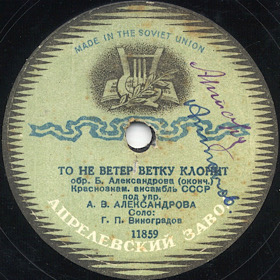 MADE IN THE SOVIET UNION
ТО НЕ ВЕТЕР ВЕТКУ КЛОНИТ
обр. Б. Александрова (оконч.)
Краснознам. ансамбль СССР
под упр.
А. В. АЛЕКСАНДРОВА
Соло:
Г. П. Виноградов
11859
АПРЕЛЕВСКИЙ ЗАВОД